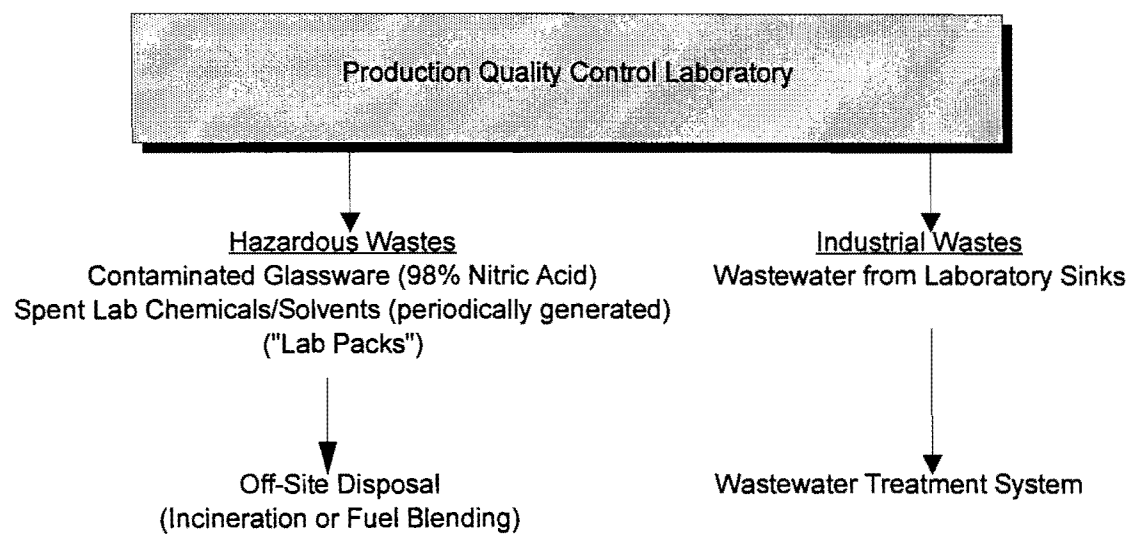 Production Quality Control Laboratory
Hazardous Wastes
Contaminated Glassware (98% Nitric Acid)
Spent Lab Chemicals/Solvents (periodically generated)
("Lab Packs")
Off-Site Disposal
(Incineration or Fuel Blending)
Industrial Wastes
Wastewater from Laboratory Sinks
Wastewater Treatment System